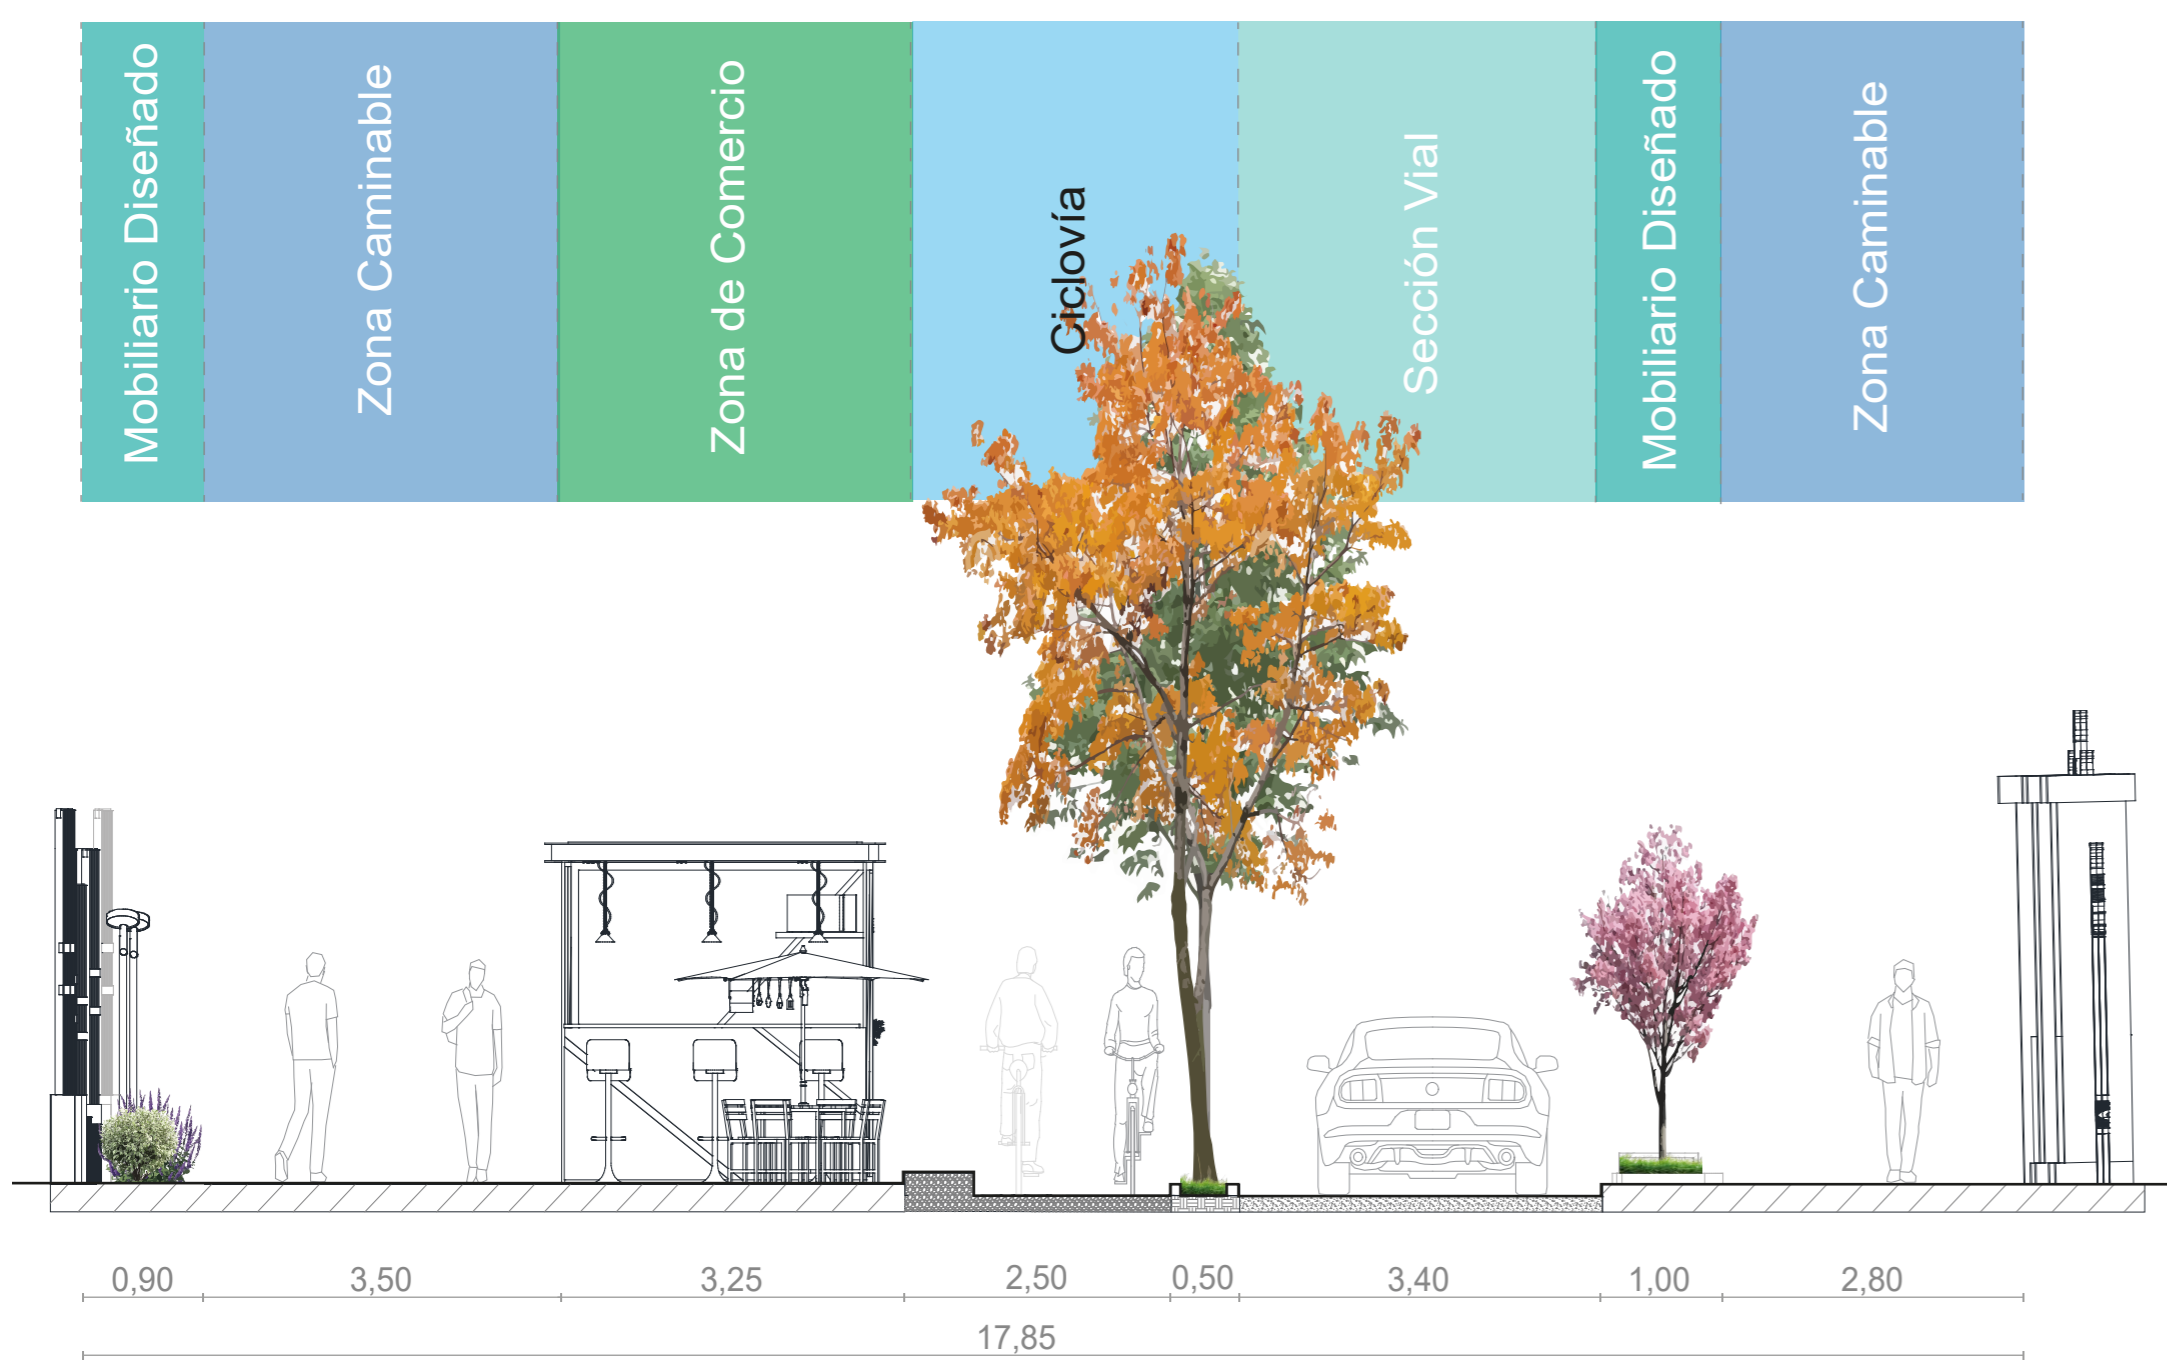 Mobiliario Diseñado
Zona Caminable
Zona de Comercio
Ciclovía
Sección Vial
Mobiliario Diseñado
Zona Caminable
0,90
3,50
3,25
2,50
0,50
3,40
1,00
2,80
17,85